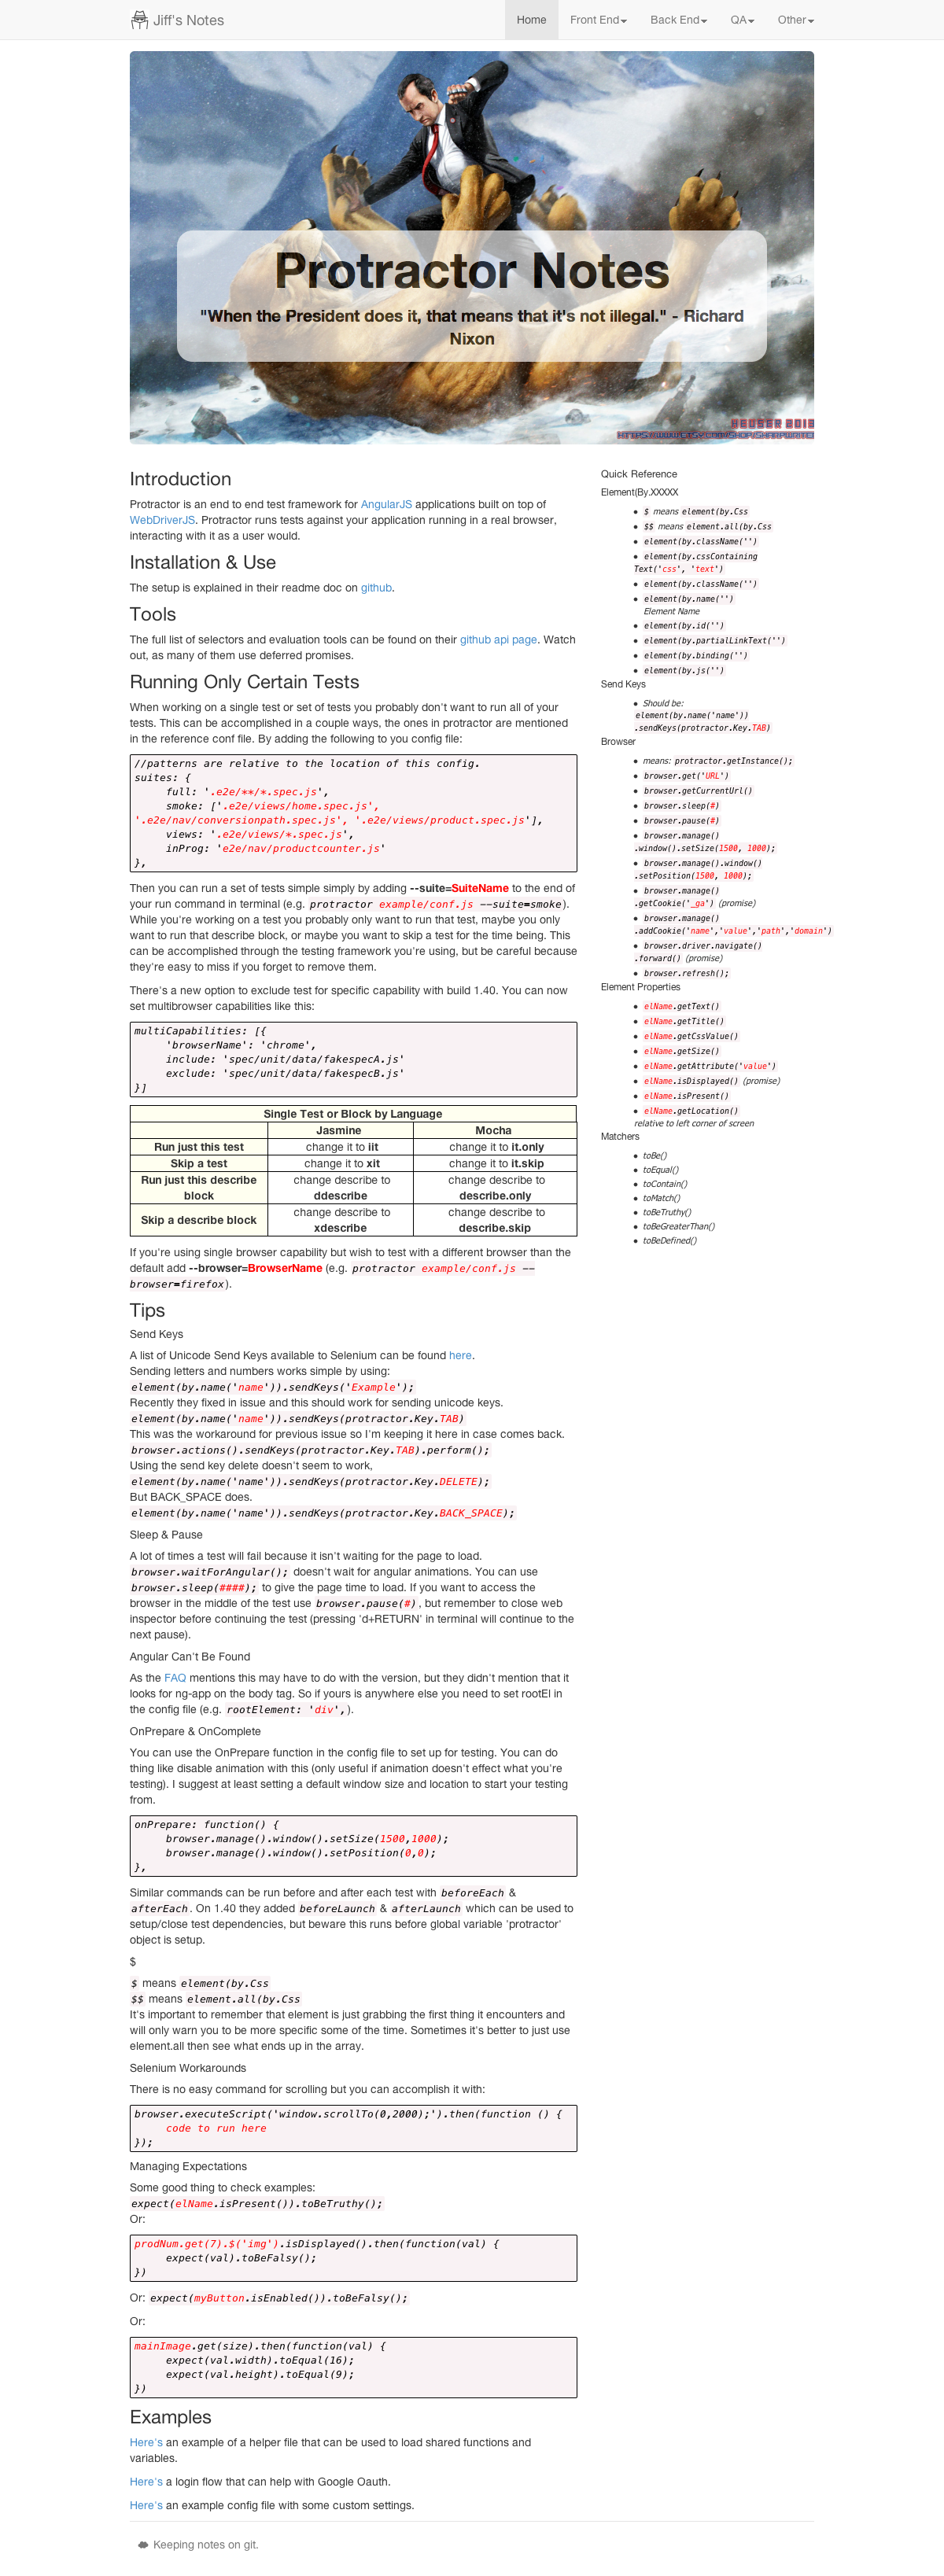 Jiff's Notes
Home Front End Back End QA Other
Protractor Notes
"When the President does it, that means that it's not illegal." - Richard
Nixon
HEUSER 2012
Introduction
Protractor is an end to end test framework for AngularJS applications built on top of
WebDriverJS. Protractor runs tests against your application running in a real browser,
interacting with it as a user would.
Installation & Use
The setup is explained in their readme doc on github.
Tools
The full list of selectors and evaluation tools can be found on their github api page. Watch
out, as many of them use deferred promises.
Running Only Certain Tests
When working on a single test or set of tests you probably don't want to run all of your
tests. This can be accomplished in a couple ways, the ones in protractor are mentioned
in the reference conf file. By adding the following to you config file:
//patterns are relative to the location of this config.
suites: {
full: '.e2e/**/*.spec.js',
smoke: ['.e2e/views/home.spec.js',
'.e2e/nav/conversionpath.spec.js', '.e2e/views/product.spec.js'],
views: '.e2e/views/*.spec.js',
inProg: 'e2e/nav/productcounter.js'
},
Then you can run a set of tests simple simply by adding --suite=SuiteName to the end of
your run command in terminal (e.g. protractor example/conf.js --suite=smoke).
While you're working on a test you probably only want to run that test, maybe you only
want to run that describe block, or maybe you want to skip a test for the time being. This
can be accomplished through the testing framework you're using, but be careful because
they're easy to miss if you forget to remove them.
There's a new option to exclude test for specific capability with build 1.40. You can now
set multibrowser capabilities like this:
multiCapabilities: [{
'browserName': 'chrome',
include: 'spec/unit/data/fakespecA.js'
exclude: 'spec/unit/data/fakespecB.js'
}]
Single Test or Block by Language
Jasmine Mocha
Run just this test change it to iit change it to it.only
Skip a test change it to xit change it to it.skip
Run just this describe change describe to change describe to
block ddescribe describe.only
Skip a describe block change describe to change describe to
xdescribe describe.skip
If you're using single browser capability but wish to test with a different browser than the
default add --browser=BrowserName (e.g. protractor example/conf.js --
browser=firefox).
Tips
Send Keys
A list of Unicode Send Keys available to Selenium can be found here.
Sending letters and numbers works simple by using:
element(by.name('name')).sendKeys('Example');
Recently they fixed in issue and this should work for sending unicode keys.
element(by.name('name')).sendKeys(protractor.Key.TAB)
This was the workaround for previous issue so I'm keeping it here in case comes back.
browser.actions().sendKeys(protractor.Key.TAB).perform();
Using the send key delete doesn't seem to work,
element(by.name('name')).sendKeys(protractor.Key.DELETE);
But BACK_SPACE does.
element(by.name('name')).sendKeys(protractor.Key.BACK_SPACE);
Sleep & Pause
A lot of times a test will fail because it isn't waiting for the page to load.
browser.waitForAngular(); doesn't wait for angular animations. You can use
browser.sleep(####); to give the page time to load. If you want to access the
browser in the middle of the test use browser.pause(#), but remember to close web
inspector before continuing the test (pressing 'd+RETURN' in terminal will continue to the
next pause).
Angular Can't Be Found
As the FAQ mentions this may have to do with the version, but they didn't mention that it
looks for ng-app on the body tag. So if yours is anywhere else you need to set rootEl in
the config file (e.g. rootElement: 'div',).
OnPrepare & OnComplete
You can use the OnPrepare function in the config file to set up for testing. You can do
thing like disable animation with this (only useful if animation doesn't effect what you're
testing). I suggest at least setting a default window size and location to start your testing
from.
onPrepare: function() {
browser.manage().window().setSize(1500,1000);
browser.manage().window().setPosition(0,0);
},
Similar commands can be run before and after each test with beforeEach &
afterEach. On 1.40 they added beforeLaunch & afterLaunch which can be used to
setup/close test dependencies, but beware this runs before global variable 'protractor'
object is setup.
$
$ means element(by.Css
$$ means element.all(by.Css
It's important to remember that element is just grabbing the first thing it encounters and
will only warn you to be more specific some of the time. Sometimes it's better to just use
element.all then see what ends up in the array.
Selenium Workarounds
There is no easy command for scrolling but you can accomplish it with:
browser.executeScript('window.scrollTo(0,2000);').then(function () {
code to run here
});
Managing Expectations
Some good thing to check examples:
expect(elName.isPresent()).toBeTruthy();
Or:
prodNum.get(7).$('img').isDisplayed().then(function(val) {
expect(val).toBeFalsy();
})
Or: expect(myButton.isEnabled()).toBeFalsy();
Or:
mainImage.get(size).then(function(val) {
expect(val.width).toEqual(16);
expect(val.height).toEqual(9);
})
Examples
Here's an example of a helper file that can be used to load shared functions and
variables.
Here's a login flow that can help with Google Oauth.
Here's an example config file with some custom settings.
Quick Reference
Element(By.XXXXX
$ means element(by.Css
$$ means element.all(by.Css
element(by.className('')
element(by.cssContaining
Text('css', 'text')
element(by.className('')
element(by.name('')
Element Name
element(by.id('')
element(by.partialLinkText('')
element(by.binding('')
element(by.js('')
Send Keys
Should be:
element(by.name('name'))
.sendKeys(protractor.Key.TAB)
Browser
means: protractor.getInstance();
browser.get('URL')
browser.getCurrentUrl()
browser.sleep(#)
browser.pause(#)
browser.manage()
.window().setSize(1500, 1000);
browser.manage().window()
.setPosition(1500, 1000);
browser.manage()
.getCookie('_ga') (promise)
browser.manage()
.addCookie('name','value','path','domain')
browser.driver.navigate()
.forward() (promise)
browser.refresh();
Element Properties
elName.getText()
elName.getTitle()
elName.getCssValue()
elName.getSize()
elName.getAttribute('value')
elName.isDisplayed() (promise)
elName.isPresent()
elName.getLocation()
relative to left corner of screen
Matchers
toBe()
toEqual()
toContain()
toMatch()
toBeTruthy()
toBeGreaterThan()
toBeDefined()
Keeping notes on git.